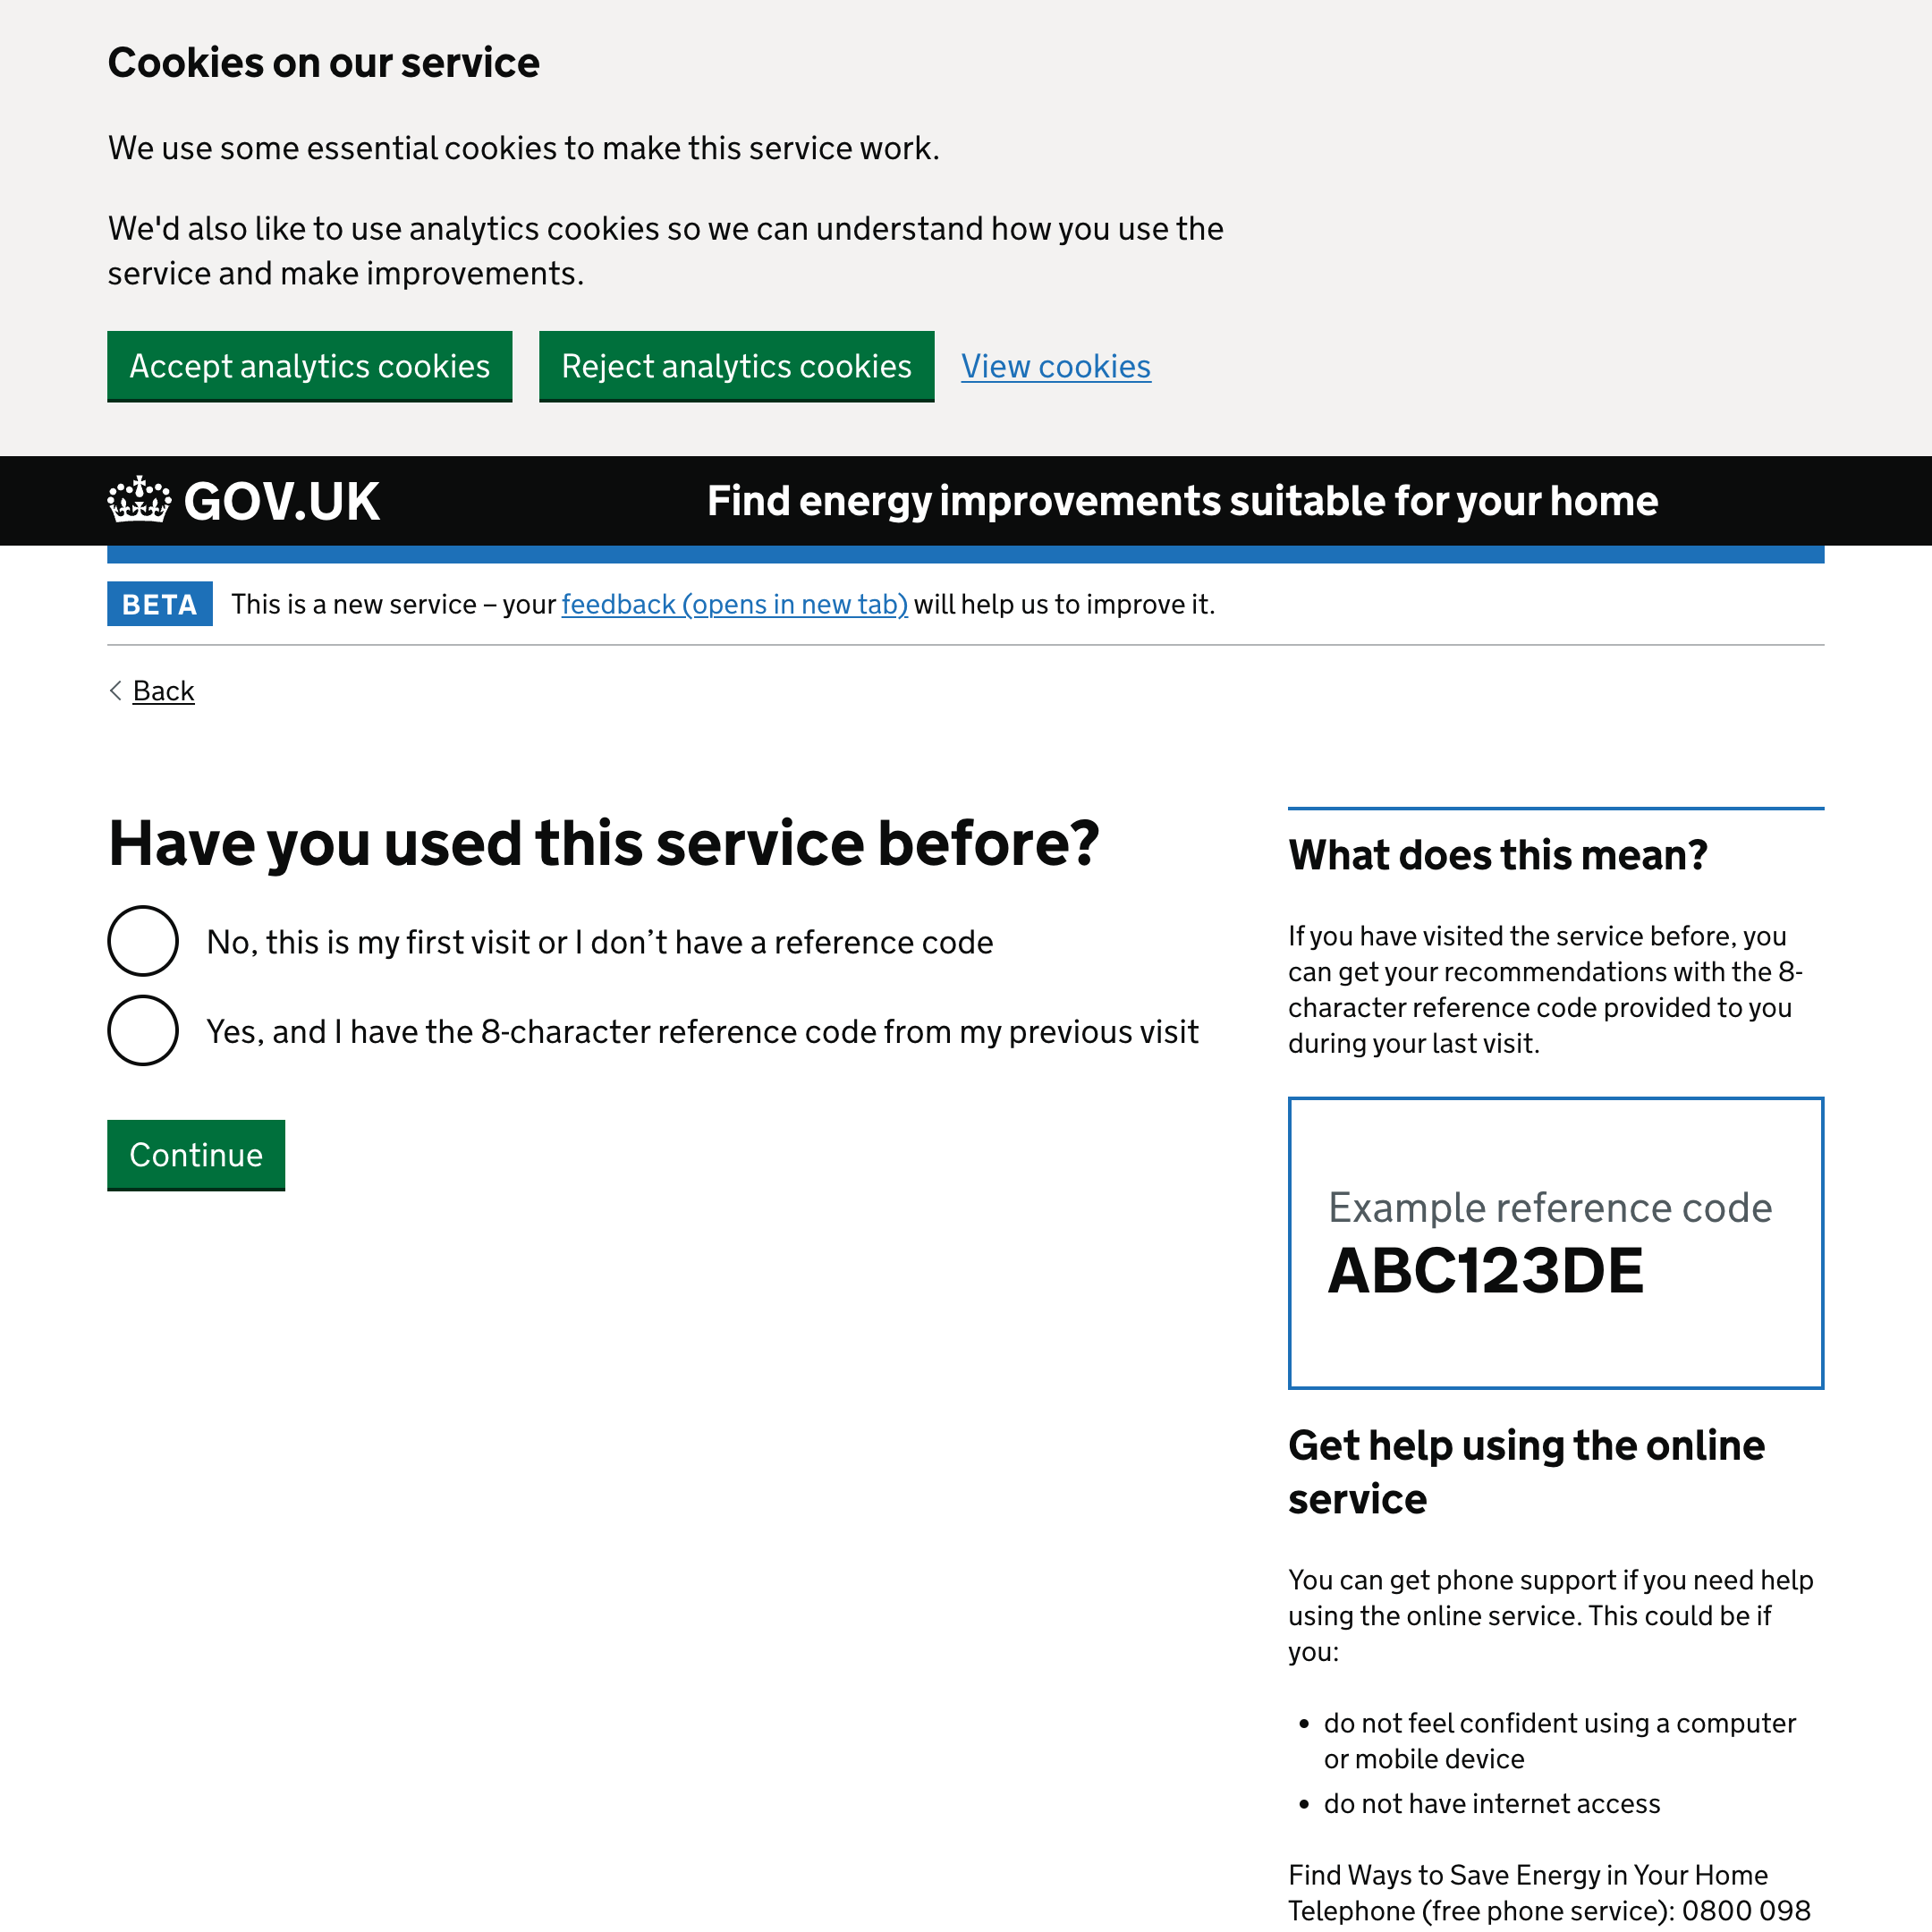 Cookies on our service
We use some essential cookies to make this service work.
We'd also like to use analytics cookies so we can understand how you use the
service and make improvements.
Accept analytics cookies
Reject analytics cookies
View cookies
GOV.UK
Find energy improvements suitable for your home
BETA
This is a new service – your feedback (opens in new tab) will help us to improve it.
Back
Have you used this service before?
No, this is my first visit or I don’t have a reference code
Yes, and I have the 8-character reference code from my previous visit
Continue
What does this mean?
If you have visited the service before, you
can get your recommendations with the 8-
character reference code provided to you
during your last visit.
Example reference code
ABC123DE
Get help using the online
service
You can get phone support if you need help
using the online service. This could be if
you:
do not feel confident using a computer
or mobile device
do not have internet access
Find Ways to Save Energy in Your Home
Telephone (free phone service): 0800 098